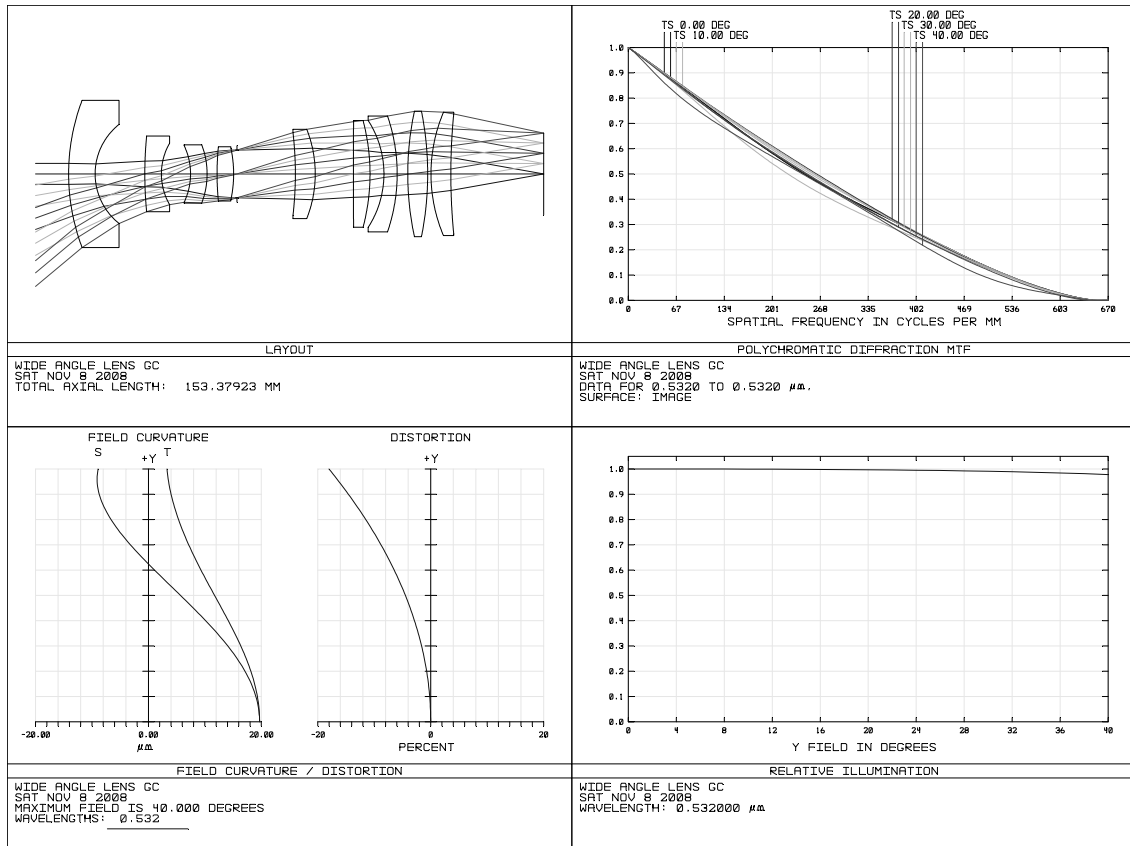 LAYOUT
WIDE ANGLE LENS GC
SAT NOV 8 2008
TOTAL AXIAL LENGTH: 153.37923 MM
TS 0.00 DEG
TS 10.00 DEG
TS 20.00 DEG
TS 30.00 DEG
TS 40.00 DEG
1.0
0.9
0.8
0.7
0.6
0.5
0.4
0.3
0.2
0.1
0.0
0 67 134 201 268 335 402 469 536 603 670
SPATIAL FREQUENCY IN CYCLES PER MM
POLYCHROMATIC DIFFRACTION MTF
WIDE ANGLE LENS GC
SAT NOV 8 2008
DATA FOR 0.5320 TO 0.5320 µm.
SURFACE: IMAGE
FIELD CURVATURE
S T
+Y
-20.00 0.00 20.00
µm
DISTORTION
+Y
-20 0 20
PERCENT
FIELD CURVATURE / DISTORTION
WIDE ANGLE LENS GC
SAT NOV 8 2008
MAXIMUM FIELD IS 40.000 DEGREES
WAVELENGTHS: 0.532
1.0
0.9
0.8
0.7
0.6
0.5
0.4
0.3
0.2
0.1
0.0
0 4 8 12 16 20 24 28 32 36 40
Y FIELD IN DEGREES
RELATIVE ILLUMINATION
WIDE ANGLE LENS GC
SAT NOV 8 2008
WAVELENGTH: 0.532000 µm